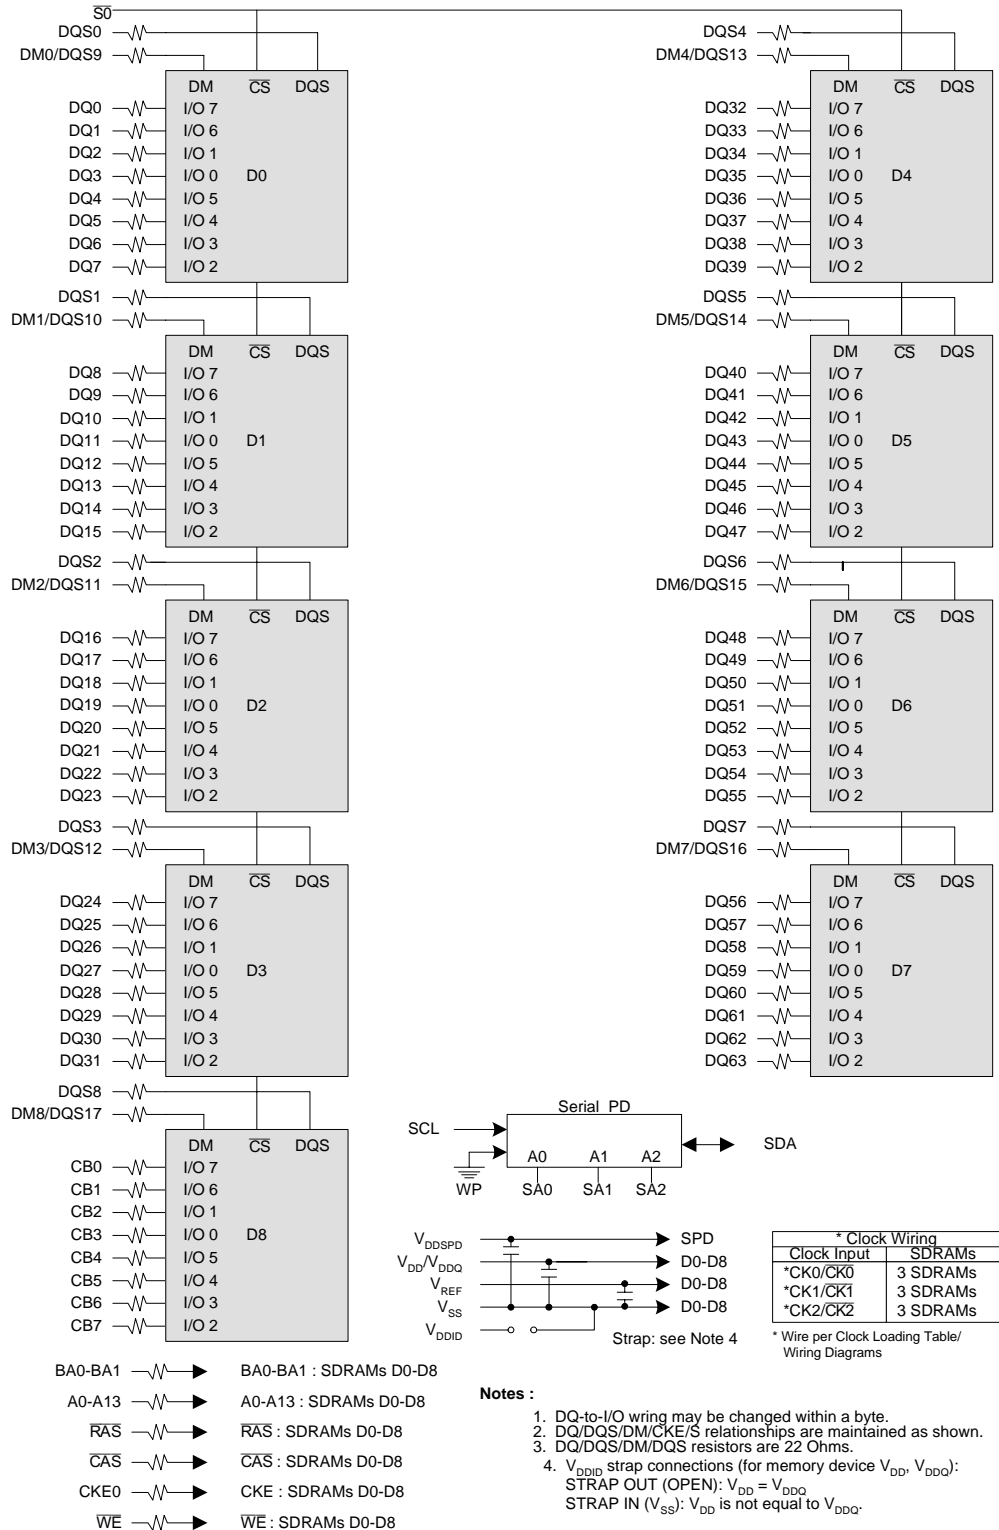 S0
DQS0
DM0/DQS9
DM CS DQS
DQ0 I/O 7
DQ1 I/O 6
DQ2 I/O 1
DQ3 I/O 0 D0
DQ4 I/O 5
DQ5 I/O 4
DQ6 I/O 3
DQ7 I/O 2
DQS1
DM1/DQS10
DM CS DQS
DQ8 I/O 7
DQ9 I/O 6
DQ10 I/O 1
DQ11 I/O 0 D1
DQ12 I/O 5
DQ13 I/O 4
DQ14 I/O 3
DQ15 I/O 2
DQS2
DM2/DQS11
DM CS DQS
DQ16 I/O 7
DQ17 I/O 6
DQ18 I/O 1
DQ19 I/O 0 D2
DQ20 I/O 5
DQ21 I/O 4
DQ22 I/O 3
DQ23 I/O 2
DQS3
DM3/DQS12
DM CS DQS
DQ24 I/O 7
DQ25 I/O 6
DQ26 I/O 1
DQ27 I/O 0 D3
DQ28 I/O 5
DQ29 I/O 4
DQ30 I/O 3
DQ31 I/O 2
DQS8
DM8/DQS17
DM CS DQS
CB0 I/O 7
CB1 I/O 6
CB2 I/O 1
CB3 I/O 0 D8
CB4 I/O 5
CB5 I/O 4
CB6 I/O 3
CB7 I/O 2
DQS4
DM4/DQS13
DM CS DQS
DQ32 I/O 7
DQ33 I/O 6
DQ34 I/O 1
DQ35 I/O 0 D4
DQ36 I/O 5
DQ37 I/O 4
DQ38 I/O 3
DQ39 I/O 2
DQS5
DM5/DQS14
DM CS DQS
DQ40 I/O 7
DQ41 I/O 6
DQ42 I/O 1
DQ43 I/O 0 D5
DQ44 I/O 5
DQ45 I/O 4
DQ46 I/O 3
DQ47 I/O 2
DQS6
DM6/DQS15
DM CS DQS
DQ48 I/O 7
DQ49 I/O 6
DQ50 I/O 1
DQ51 I/O 0 D6
DQ52 I/O 5
DQ53 I/O 4
DQ54 I/O 3
DQ55 I/O 2
DQS7
DM7/DQS16
DM CS DQS
DQ56 I/O 7
DQ57 I/O 6
DQ58 I/O 1
DQ59 I/O 0 D7
DQ60 I/O 5
DQ61 I/O 4
DQ62 I/O 3
DQ63 I/O 2
Serial PD
SCL SDA
A0 A1 A2
WP SA0 SA1 SA2
VDDSPD SPD
VDD/VDDQ D0-D8
VREF D0-D8
VSS D0-D8
VDDID Strap: see Note 4
* Clock Wiring
Clock Input SDRAMs
*CK0/CK0 3 SDRAMs
*CK1/CK1 3 SDRAMs
*CK2/CK2 3 SDRAMs
* Wire per Clock Loading Table/
Wiring Diagrams
BA0-BA1 BA0-BA1 : SDRAMs D0-D8
A0-A13 A0-A13 : SDRAMs D0-D8
RAS RAS : SDRAMs D0-D8
CAS CAS : SDRAMs D0-D8
CKE0 CKE : SDRAMs D0-D8
WE WE : SDRAMs D0-D8
Notes :
1. DQ-to-I/O wring may be changed within a byte.
2. DQ/DQS/DM/CKE/S relationships are maintained as shown.
3. DQ/DQS/DM/DQS resistors are 22 Ohms.
4. VDDID strap connections (for memory device VDD, VDDQ):
STRAP OUT (OPEN): VDD = VDDQ
STRAP IN (VSS): VDD is not equal to VDDQ.